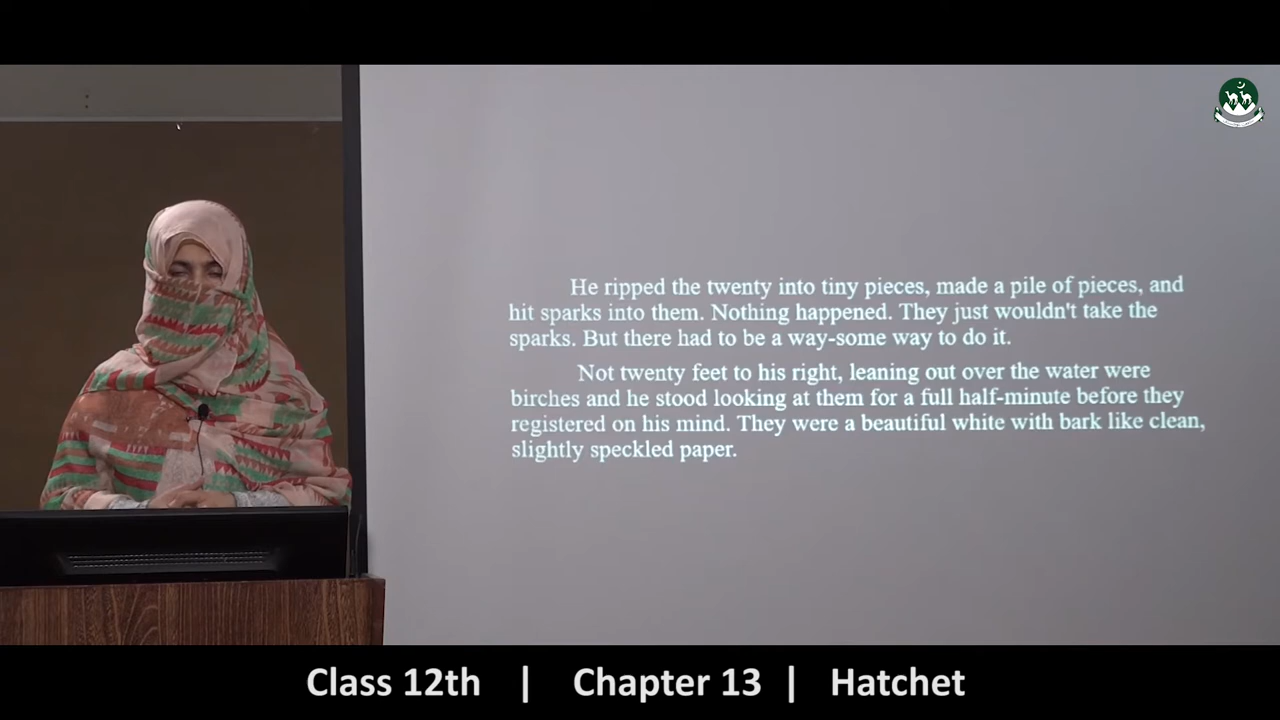 He ripped the twenty into tiny pieces, made a pile of pieces, and
hit sparks into them. Nothing happened. They just wouldn't take the
sparks. But there had to be a way-some way to do it.
Not twenty feet to his right, leaning out over the water were
birches and he stood looking at them for a full half-minute before they
registered on his mind. They were a beautiful white with bark like clean,
slightly speckled paper.
Class 12th | Chapter 13 | Hatchet